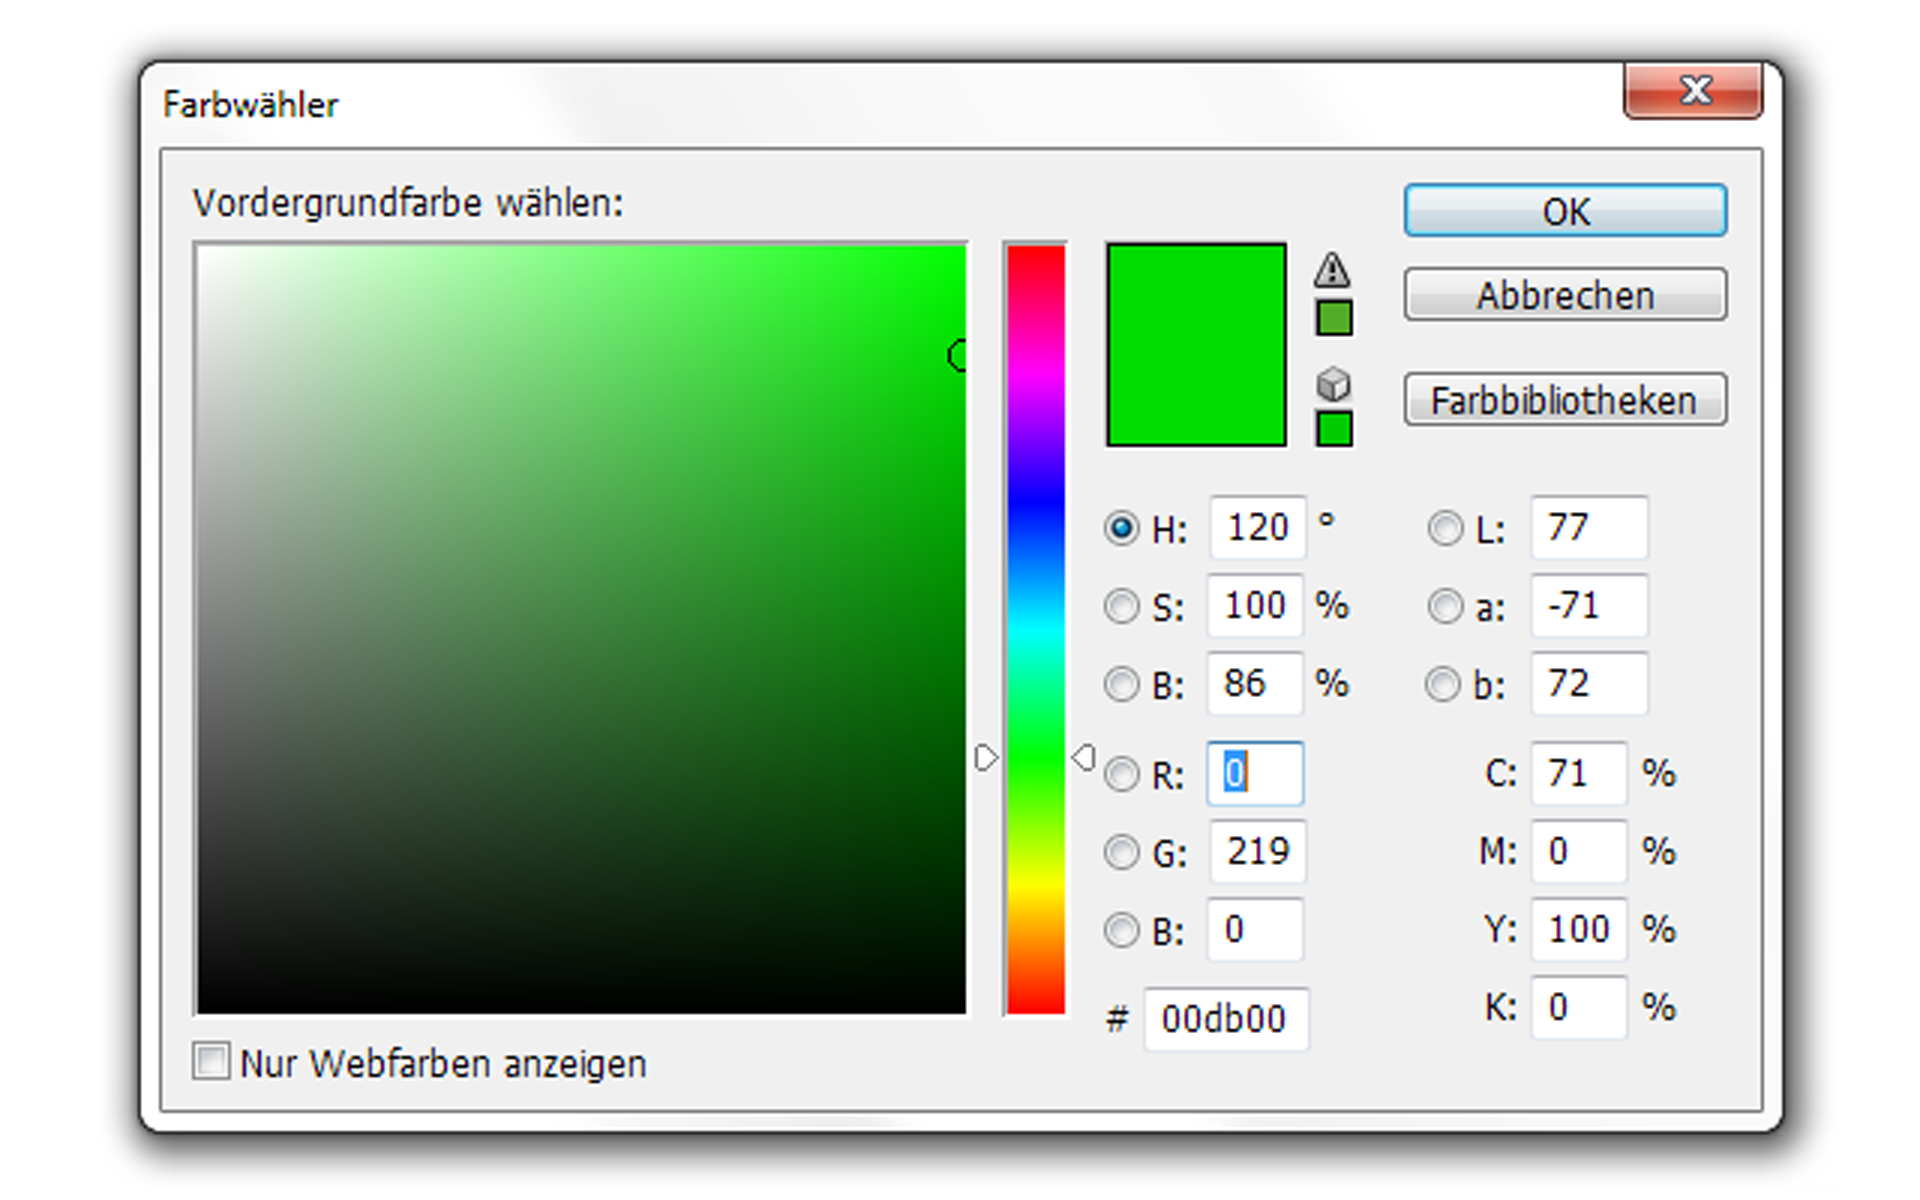 Farbwähler
Vordergrundfarbe wählen:
OK
Abbrechen
Farbbibliotheken
H: 120 °
S: 100 %
B: 86 %
R: 0
G: 219
B: 0
# 00db00
L: 77
a: -71
b: 72
C: 71 %
M: 0 %
Y: 100 %
K: 0 %
Nur Webfarben anzeigen